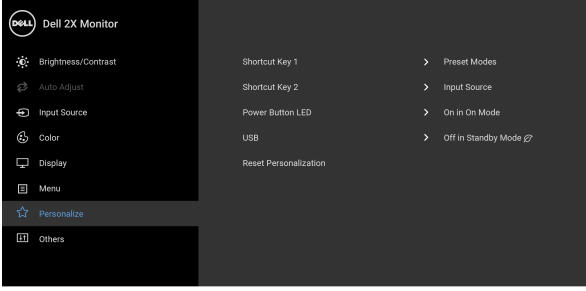 DELL Dell 2X Monitor
Brightness/Contrast
Auto Adjust
Input Source
Color
Display
Menu
Personalize
Others
Shortcut Key 1 > Preset Modes
Shortcut Key 2 > Input Source
Power Button LED > On in On Mode
USB > Off in Standby Mode
Reset Personalization